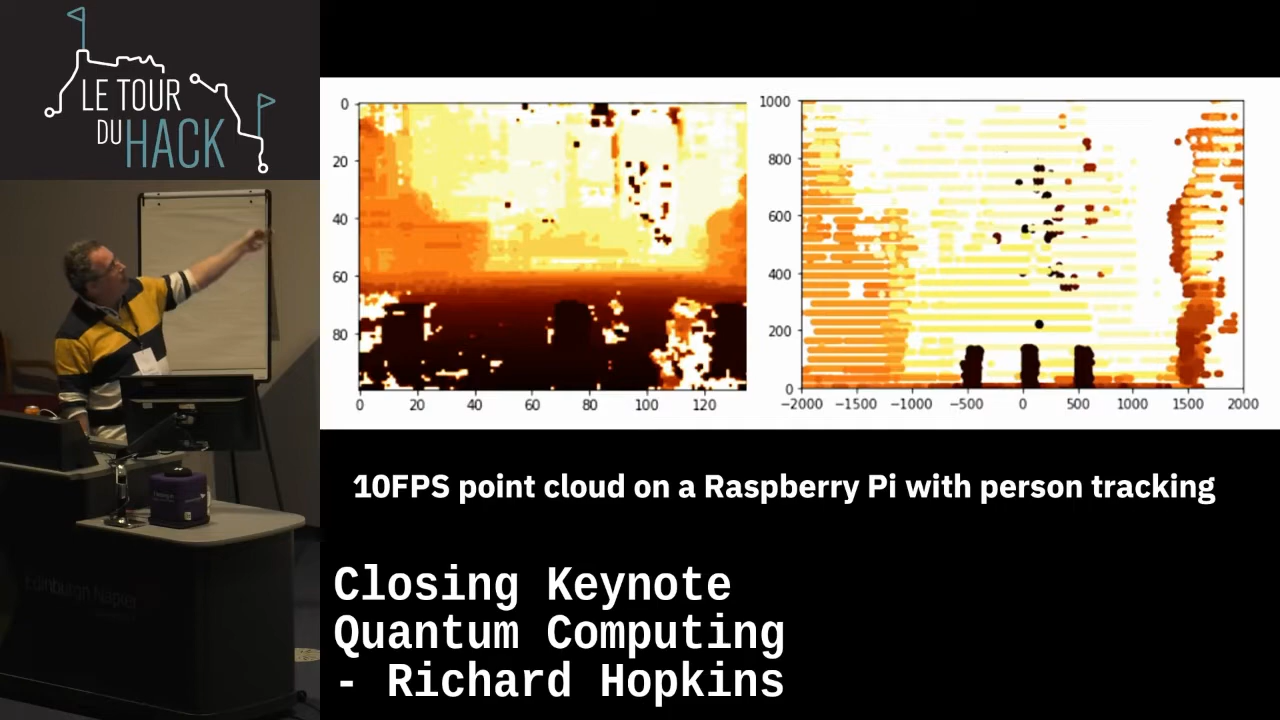 LE TOUR
DU HACK
0
20
40
60
80
0 20 40 60 80 100 120
1000
800
600
400
200
0
−2000 −1500 −1000 −500 0 500 1000 1500 2000
10FPS point cloud on a Raspberry Pi with person tracking
Closing Keynote
Quantum Computing
- Richard Hopkins
Edinburgh Napier